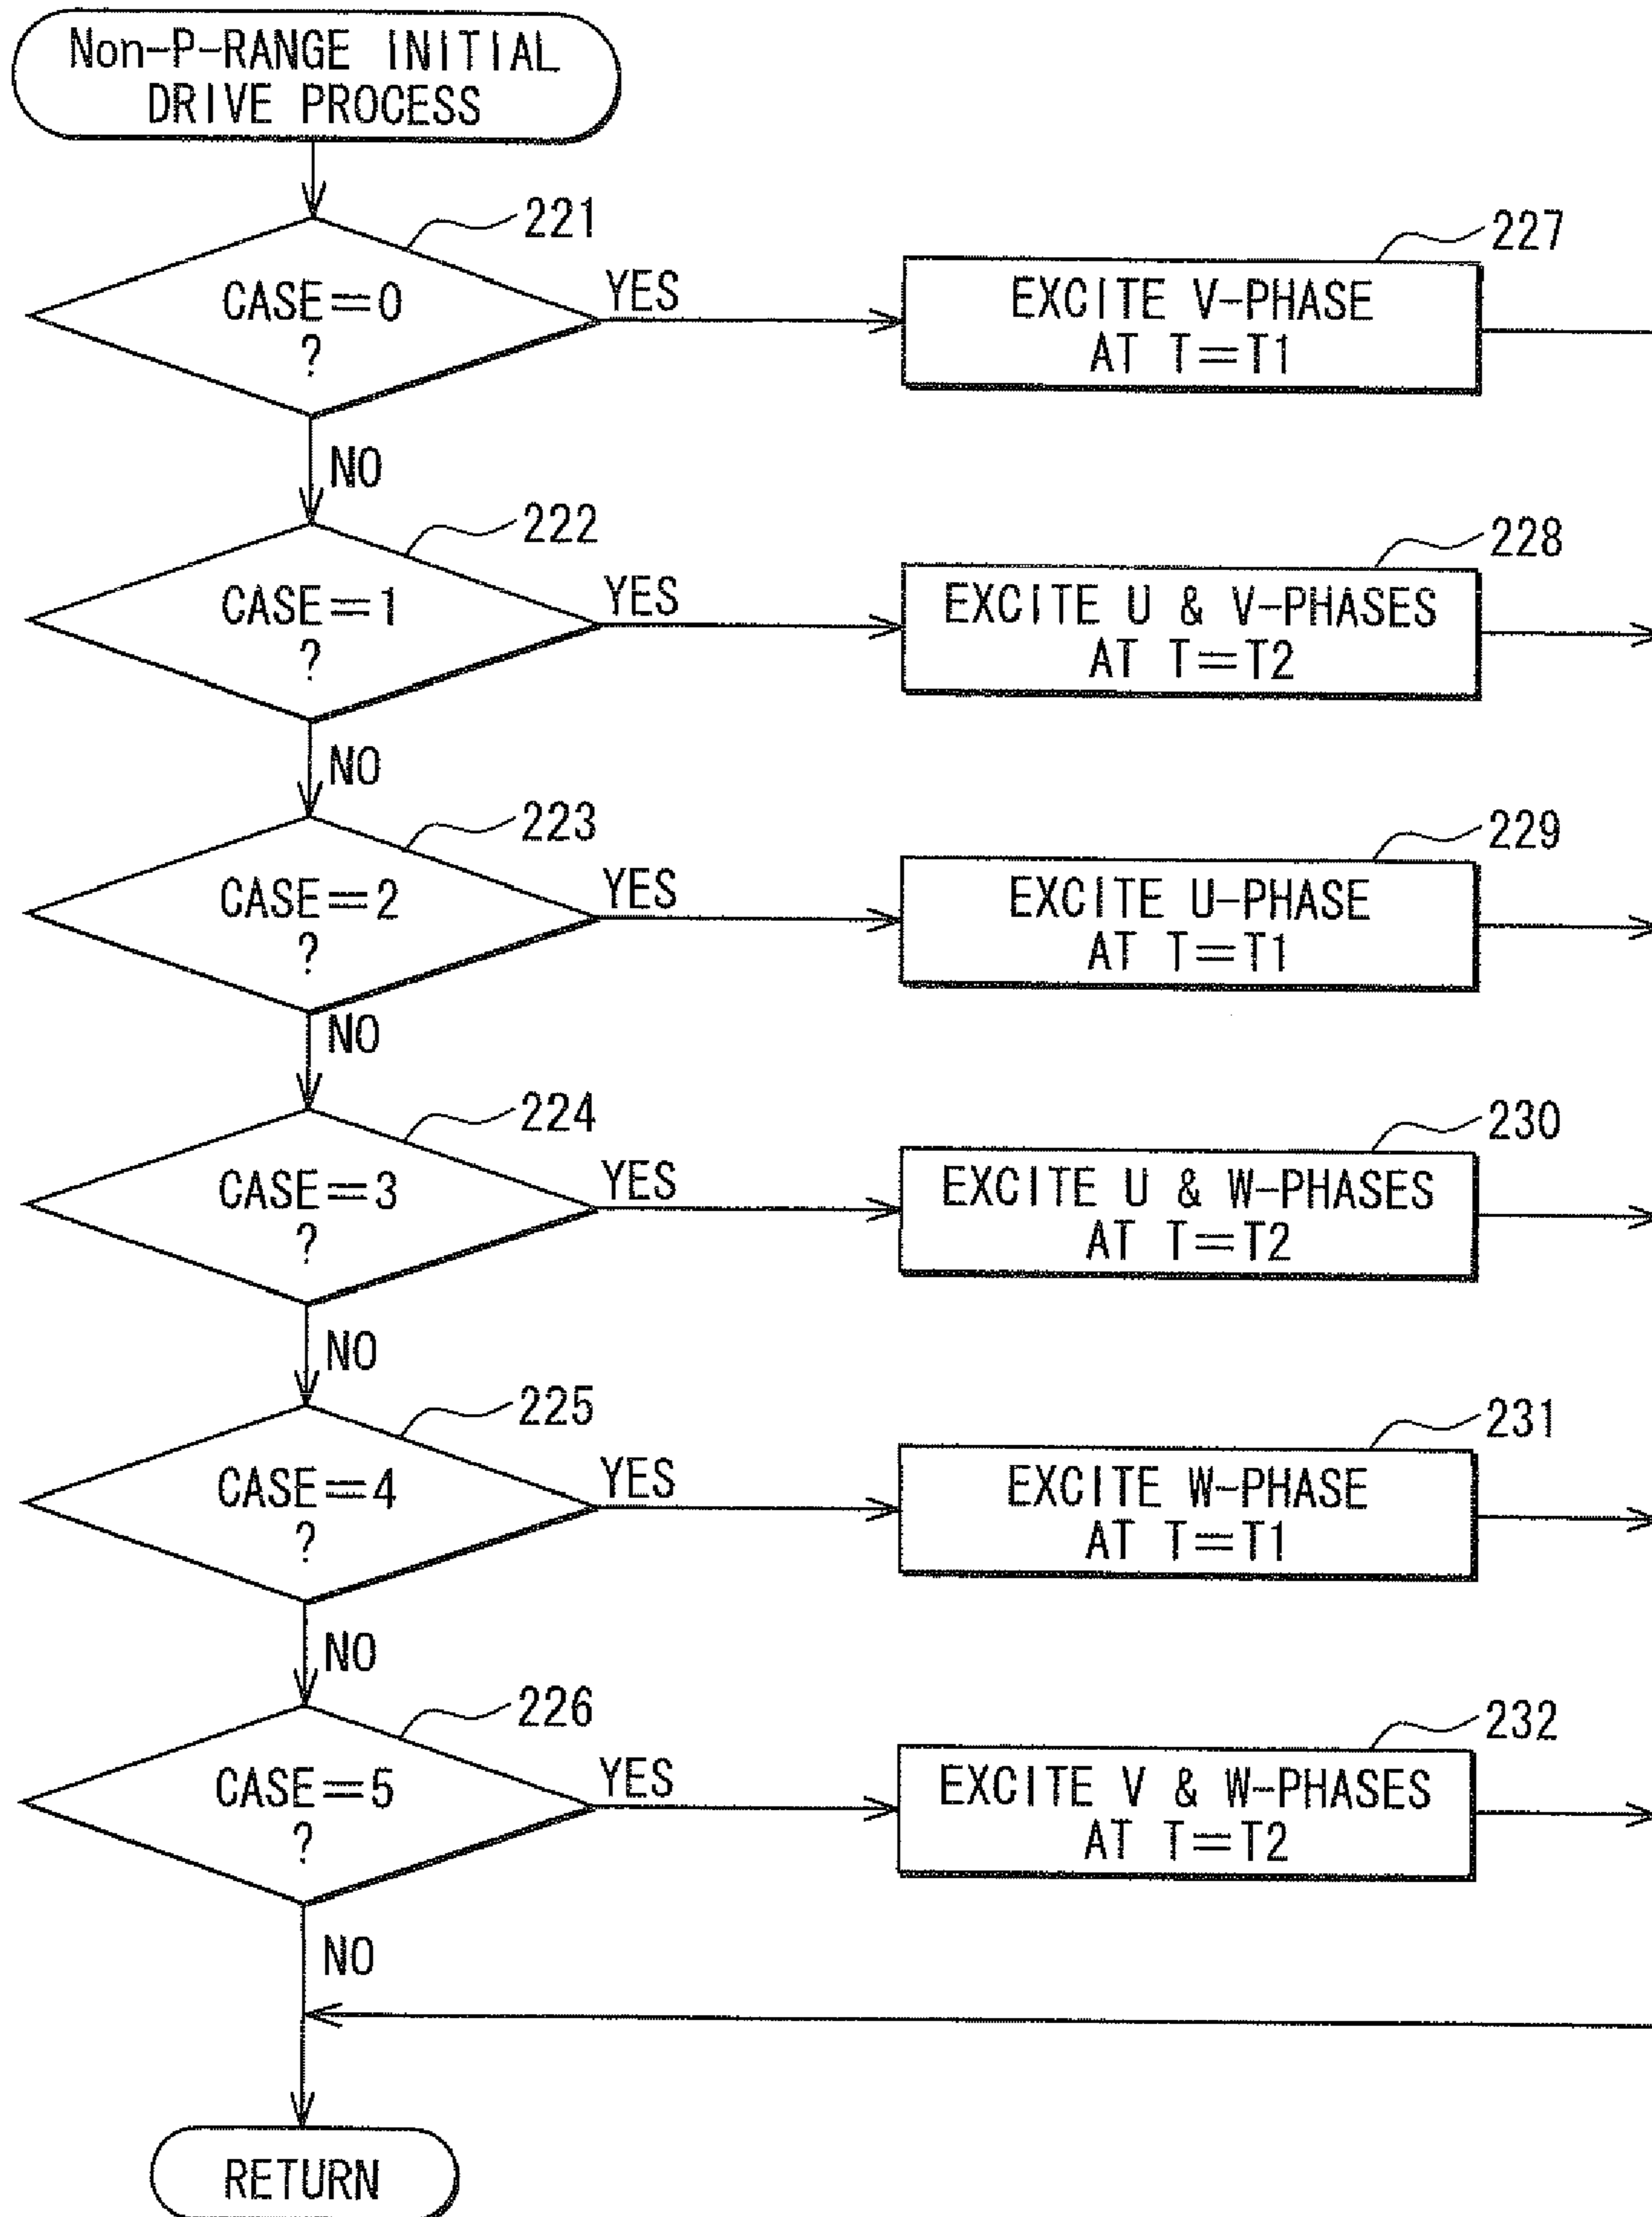 Non-P-RANGE INITIAL
DRIVE PROCESS
221
CASE=0
?
YES
227
EXCITE V-PHASE
AT T=T1
NO
222
CASE=1
?
YES
228
EXCITE U & V-PHASES
AT T=T2
NO
223
CASE=2
?
YES
229
EXCITE U-PHASE
AT T=T1
NO
224
CASE=3
?
YES
230
EXCITE U & W-PHASES
AT T=T2
NO
225
CASE=4
?
YES
231
EXCITE W-PHASE
AT T=T1
NO
226
CASE=5
?
YES
232
EXCITE V & W-PHASES
AT T=T2
NO
RETURN